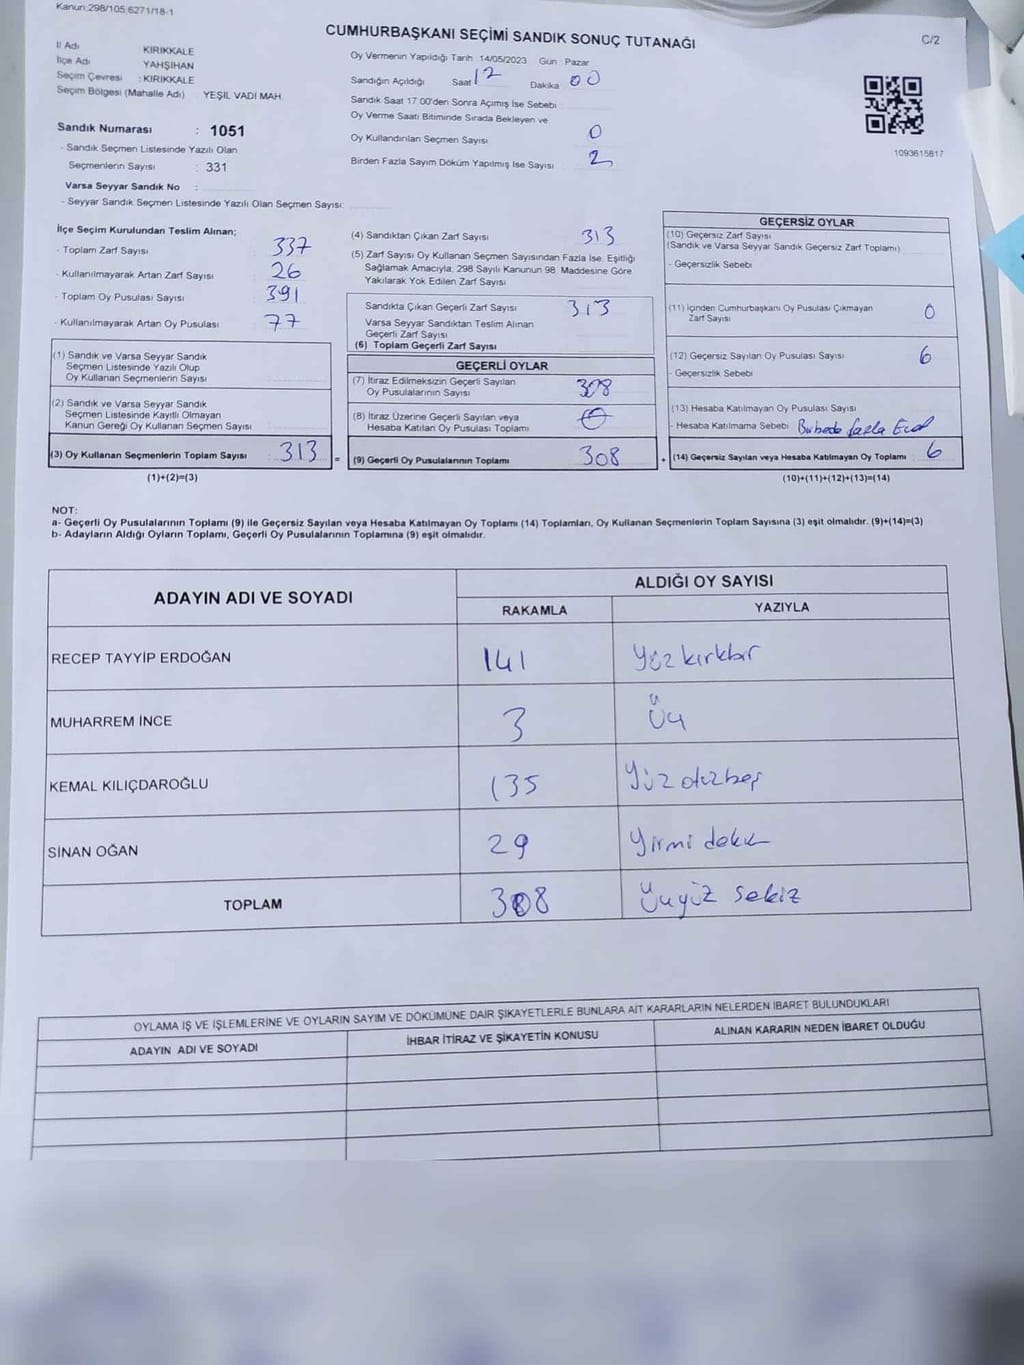 Kanun 298/105,6271/18-1
CUMHURBAŞKANI SEÇİMİ SANDIK SONUÇ TUTANAĞI
C/2
İl Adı KIRIKKALE
İlçe Adı YAHŞİHAN
Seçim Çevresi : KIRIKKALE
Seçim Bölgesi (Mahalle Adı) YEŞİL VADİ MAH.
Sandık Numarası : 1051
- Sandık Seçmen Listesinde Yazılı Olan
Seçmenlerin Sayısı : 331
Varsa Seyyar Sandık No :
- Seyyar Sandık Seçmen Listesinde Yazılı Olan Seçmen Sayısı:
Oy Vermenin Yapıldığı Tarih 14/05/2023 Gün Pazar
Sandığın Açıldığı Saat 12 Dakika 00
Sandık Saat 17:00'den Sonra Açımış İse Sebebi
Oy Verme Saati Bitiminde Sırada Bekleyen ve
Oy Kullandırılan Seçmen Sayısı 0
Birden Fazla Sayım Döküm Yapılmış İse Sayısı 2
1093615817
İlçe Seçim Kurulundan Teslim Alınan;
- Toplam Zarf Sayısı 337
- Kullanılmayarak Artan Zarf Sayısı 26
- Toplam Oy Pusulası Sayısı 391
- Kullanılmayarak Artan Oy Pusulası 77
(1) Sandık ve Varsa Seyyar Sandık
Seçmen Listesinde Yazılı Olup
Oy Kullanan Seçmenlerin Sayısı
(2) Sandık ve Varsa Seyyar Sandık
Seçmen Listesinde Kayıtlı Olmayan
Kanun Gereği Oy Kullanan Seçmen Sayısı
(3) Oy Kullanan Seçmenlerin Toplam Sayısı : 313 =
(1)+(2)=(3)
(4) Sandıktan Çıkan Zarf Sayısı 313
(5) Zarf Sayısı Oy Kullanan Seçmen Sayısından Fazla İse, Eşitliği
Sağlamak Amacıyla, 298 Sayılı Kanunun 98. Maddesine Göre
Yakılarak Yok Edilen Zarf Sayısı
Sandıkta Çıkan Geçerli Zarf Sayısı 313
Varsa Seyyar Sandıktan Teslim Alınan
Geçerli Zarf Sayısı
(6) Toplam Geçerli Zarf Sayısı
GEÇERLİ OYLAR
(7) İtiraz Edilmeksizin Geçerli Sayılan
Oy Pusulalarının Sayısı 308
(8) İtiraz Üzerine Geçerli Sayılan veya
Hesaba Katılan Oy Pusulası Toplamı 0
(9) Geçerli Oy Pusulalarının Toplamı 308 +
GEÇERSİZ OYLAR
(10) Geçersiz Zarf Sayısı
(Sandık ve Varsa Seyyar Sandık Geçersiz Zarf Toplamı)
- Geçersizlik Sebebi
(11) İçinden Cumhurbaşkanı Oy Pusulası Çıkmayan
Zarf Sayısı 0
(12) Geçersiz Sayılan Oy Pusulası Sayısı 6
- Geçersizlik Sebebi
(13) Hesaba Katılmayan Oy Pusulası Sayısı
- Hesaba Katılmama Sebebi fazla
(14) Geçersiz Sayılan veya Hesaba Katılmayan Oy Toplamı 6
(10)+(11)+(12)+(13)=(14)
NOT:
a- Geçerli Oy Pusulalarının Toplamı (9) ile Geçersiz Sayılan veya Hesaba Katılmayan Oy Toplamı (14) Toplamları, Oy Kullanan Seçmenlerin Toplam Sayısına (3) eşit olmalıdır. (9)+(14)=(3)
b- Adayların Aldığı Oyların Toplamı, Geçerli Oy Pusulalarının Toplamına (9) eşit olmalıdır.
ADAYIN ADI VE SOYADI ALDIĞI OY SAYISI
RAKAMLA YAZIYLA
RECEP TAYYİP ERDOĞAN 141 Yüzkırkbir
MUHARREM İNCE 3 Üç
KEMAL KILIÇDAROĞLU 135 Yüz otuzbeş
SİNAN OĞAN 29 Yirmi dokuz
TOPLAM 308 Üçyüz sekiz
OYLAMA İŞ VE İŞLEMLERİNE VE OYLARIN SAYIM VE DÖKÜMÜNE DAİR ŞİKAYETLERLE BUNLARA AİT KARARLARIN NELERDEN İBARET BULUNDUKLARI
ADAYIN ADI VE SOYADI İHBAR İTİRAZ VE ŞİKAYETİN KONUSU ALINAN KARARIN NEDEN İBARET OLDUĞU